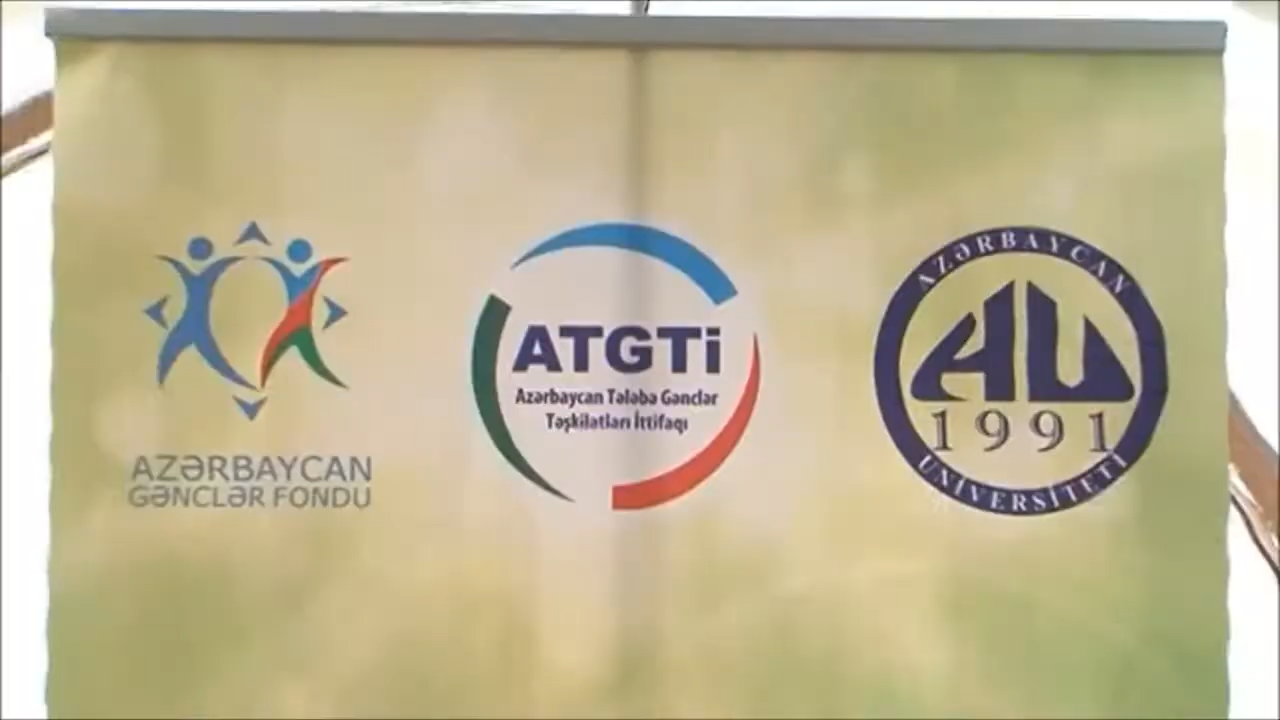 AZƏRBAYCAN
GƏNCLƏR FONDU
ATGTi
Azərbaycan Tələbə Gənclər
Təşkilatları İttifaqı
AZƏRBAYCAN
AU
1991
UNİVERSİTETİ